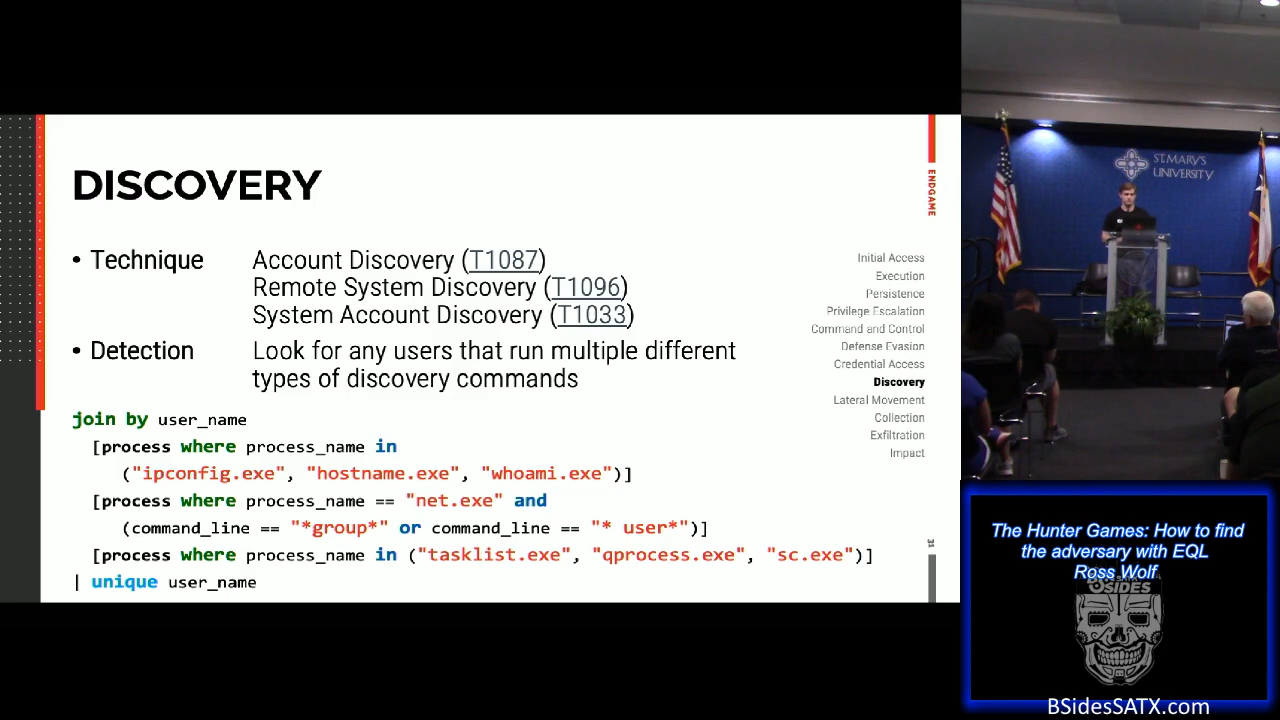 DISCOVERY
• Technique Account Discovery (T1087)
Remote System Discovery (T1096)
System Account Discovery (T1033)
• Detection Look for any users that run multiple different
types of discovery commands
join by user_name
[process where process_name in
("ipconfig.exe", "hostname.exe", "whoami.exe")]
[process where process_name == "net.exe" and
(command_line == "*group*" or command_line == "* user*")]
[process where process_name in ("tasklist.exe", "qprocess.exe", "sc.exe")]
| unique user_name
ENDGAME
Initial Access
Execution
Persistence
Privilege Escalation
Command and Control
Defense Evasion
Credential Access
Discovery
Lateral Movement
Collection
Exfiltration
Impact
31
ST.MARY'S
UNIVERSITY
The Hunter Games: How to find
the adversary with EQL
Ross Wolf
BSIDES
BSidesSATX.com